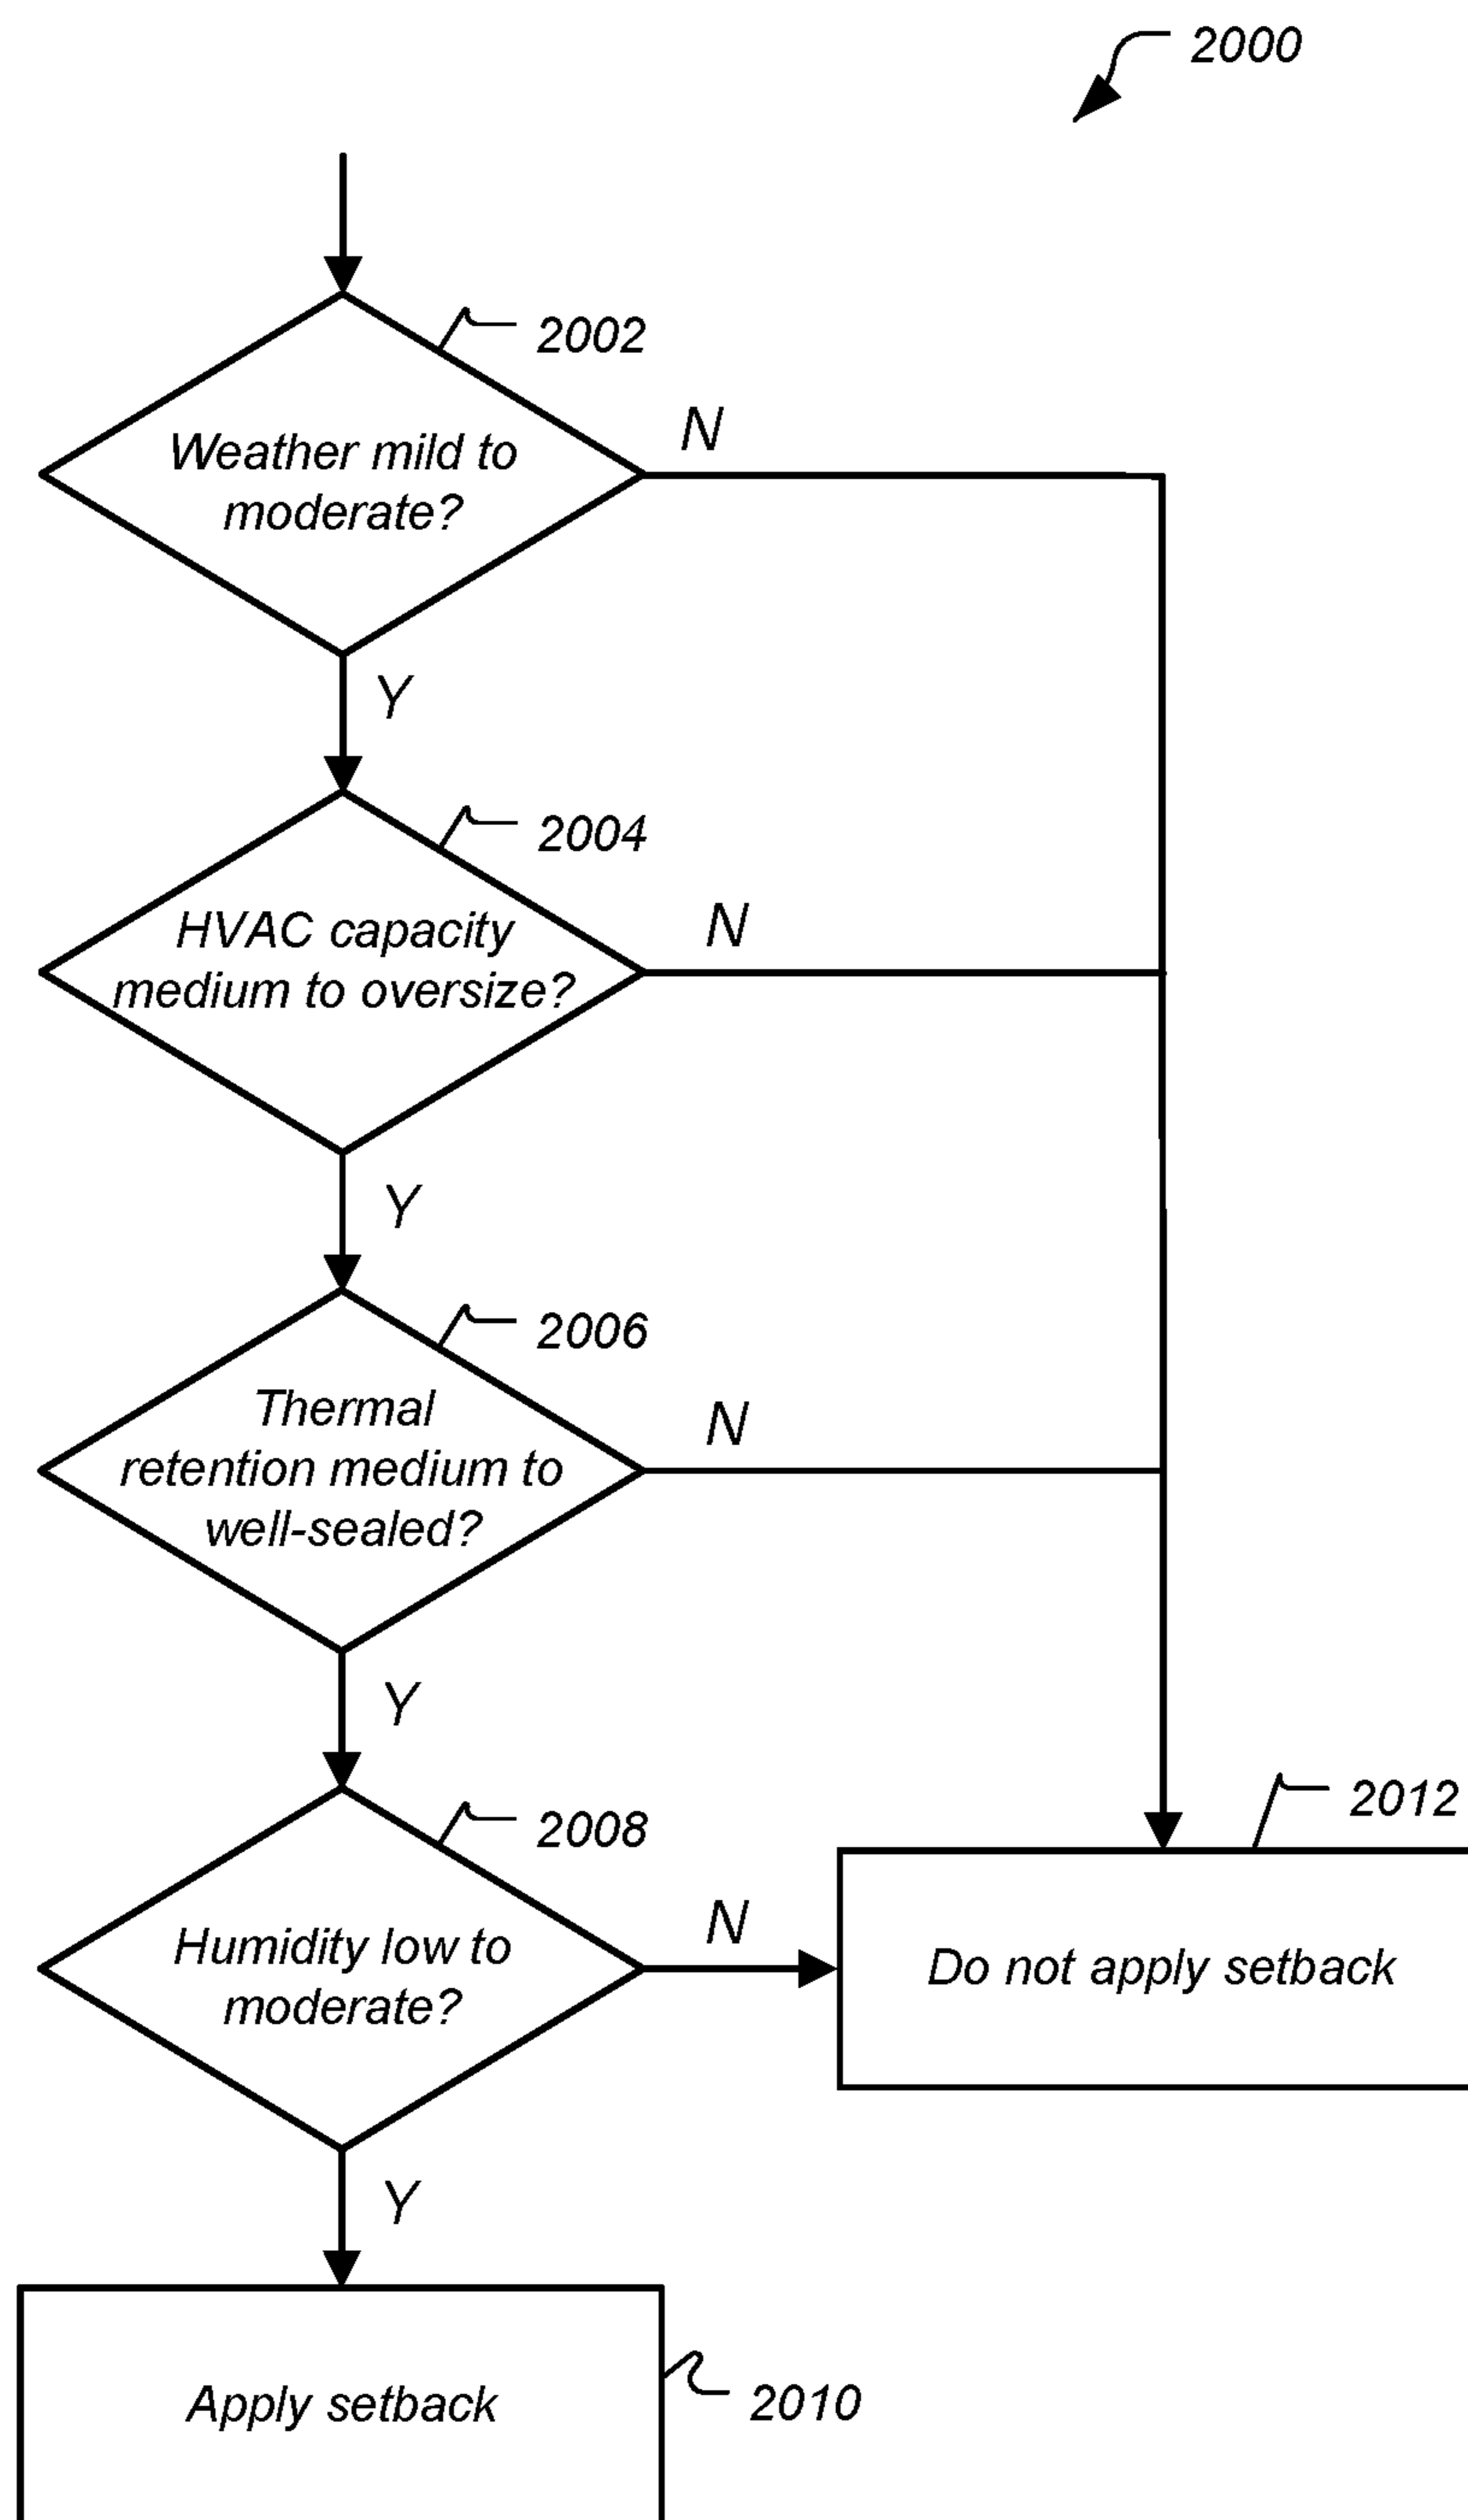 2000
2002
Weather mild to
moderate?
N
Y
2004
HVAC capacity
medium to oversize?
N
Y
2006
Thermal
retention medium to
well-sealed?
N
Y
2008
Humidity low to
moderate?
N
2012
Do not apply setback
Y
Apply setback
2010